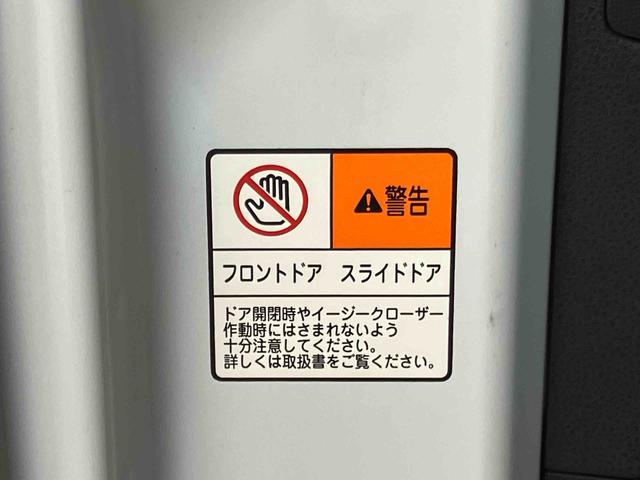 警告
フロントドア スライドドア
ドア開閉時やイージークローザー
作動時にはさまれないよう
十分注意してください。
詳しくは取扱書をご覧ください。